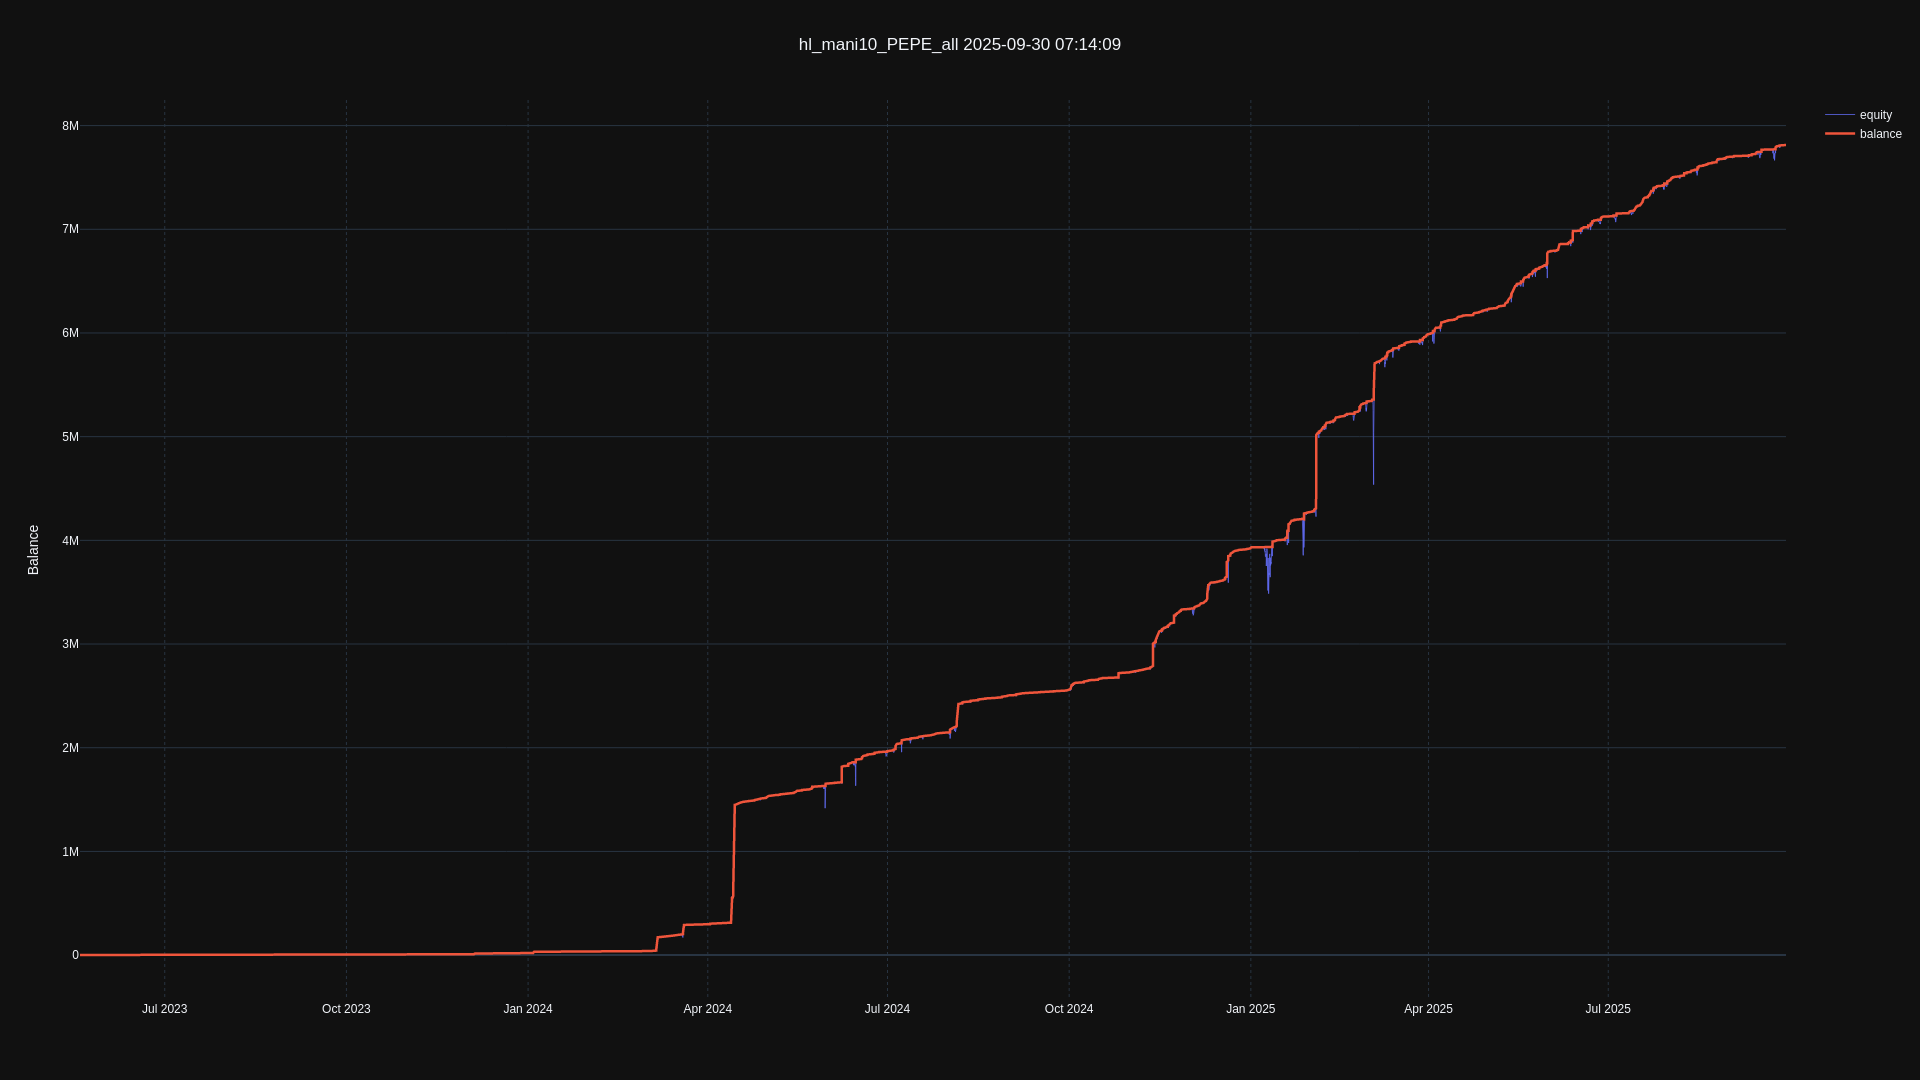 hl_mani10_PEPE_all 2025-09-30 07:14:09
equity
balance
8M
7M
6M
5M
4M
3M
2M
1M
0
Balance
Jul 2023
Oct 2023
Jan 2024
Apr 2024
Jul 2024
Oct 2024
Jan 2025
Apr 2025
Jul 2025